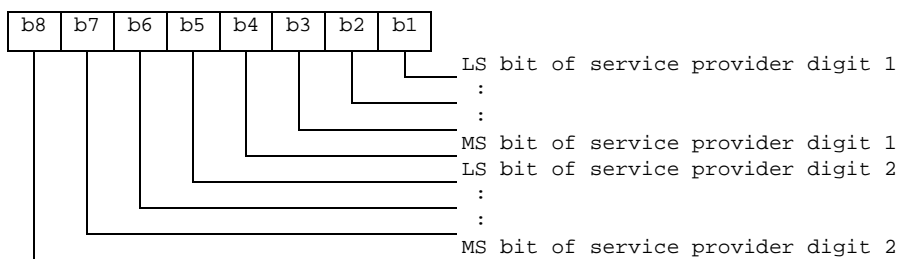 b8 b7 b6 b5 b4 b3 b2 b1
LS bit of service provider digit 1
:
:
MS bit of service provider digit 1
LS bit of service provider digit 2
:
:
MS bit of service provider digit 2